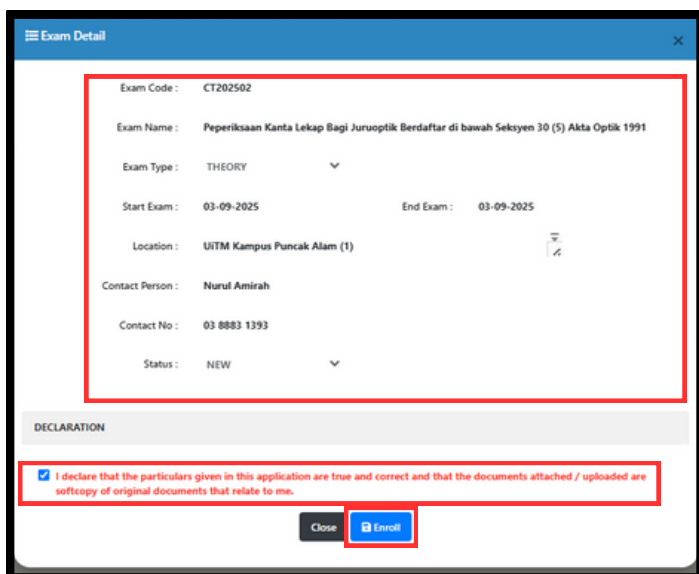 Exam Detail
Exam Code : CT202502
Exam Name : Peperiksaan Kanta Lekap Bagi Juruoptik Berdaftar di bawah Seksyen 30 (5) Akta Optik 1991
Exam Type : THEORY
Start Exam : 03-09-2025 End Exam : 03-09-2025
Location : UiTM Kampus Puncak Alam (1)
Contact Person : Nurul Amirah
Contact No : 03 8883 1393
Status : NEW
DECLARATION
I declare that the particulars given in this application are true and correct and that the documents attached / uploaded are
softcopy of original documents that relate to me.
Close Enroll